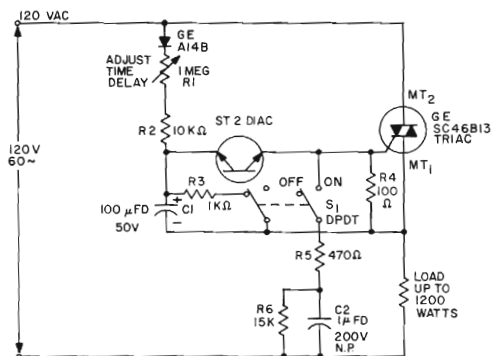 120 VAC
GE
A14B
ADJUST
TIME
DELAY
1 MEG
R1
MT2
GE
SC46B13
TRIAC
MT1
ST 2 DIAC
R2
10KΩ
120V
60~
R3
1KΩ
OFF
ON
S1
DPDT
R4
100
Ω
+
100 µFD
C1
50V
−
R5
470Ω
LOAD
UP TO
1200
WATTS
R6
15K
C2
1µFD
200V
N.P.